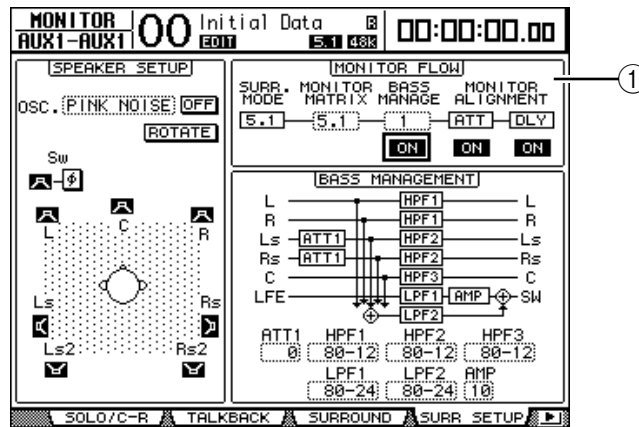 MONITOR
AUX1-AUX1
00
Initial Data
EDIT
5.1 48k
00:00:00.00
SPEAKER SETUP
OSC. PINK NOISE OFF
ROTATE
Sw
ø
L
C
R
Ls
Rs
Ls2
Rs2
MONITOR FLOW
SURR. MODE
MONITOR MATRIX
BASS MANAGE
MONITOR ALIGNMENT
5.1
5.1
1
ATT
DLY
ON
ON
ON
1
BASS MANAGEMENT
L HPF1 L
R HPF1 R
Ls ATT1 HPF2 Ls
Rs ATT1 HPF2 Rs
C HPF3 C
LFE LPF1 AMP SW
LPF2
ATT1 HPF1 HPF2 HPF3
0 80-12 80-12 80-12
LPF1 LPF2 AMP
80-24 80-24 10
SOLO/C-R TALKBACK SURROUND SURR SETUP